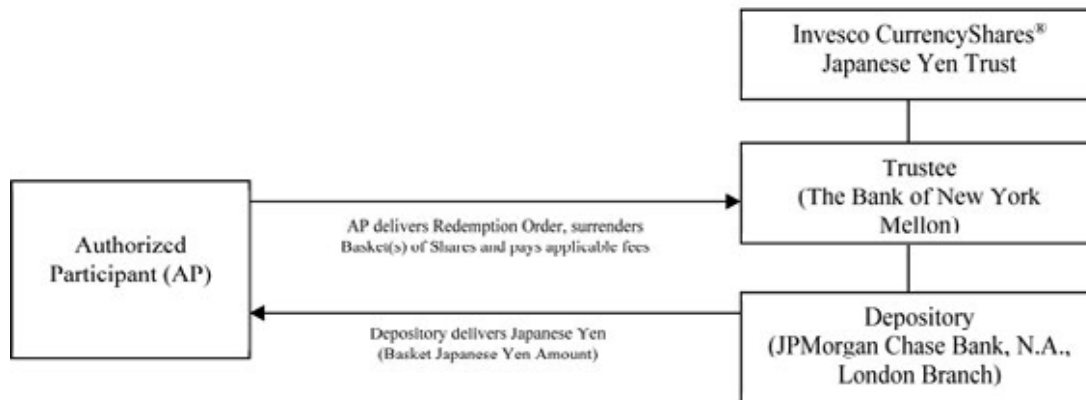 Invesco CurrencyShares®
Japanese Yen Trust
Trustee
(The Bank of New York
Mellon)
Authorized
Participant (AP)
AP delivers Redemption Order, surrenders
Basket(s) of Shares and pays applicable fees
Depository delivers Japanese Yen
(Basket Japanese Yen Amount)
Depository
(JPMorgan Chase Bank, N.A.,
London Branch)